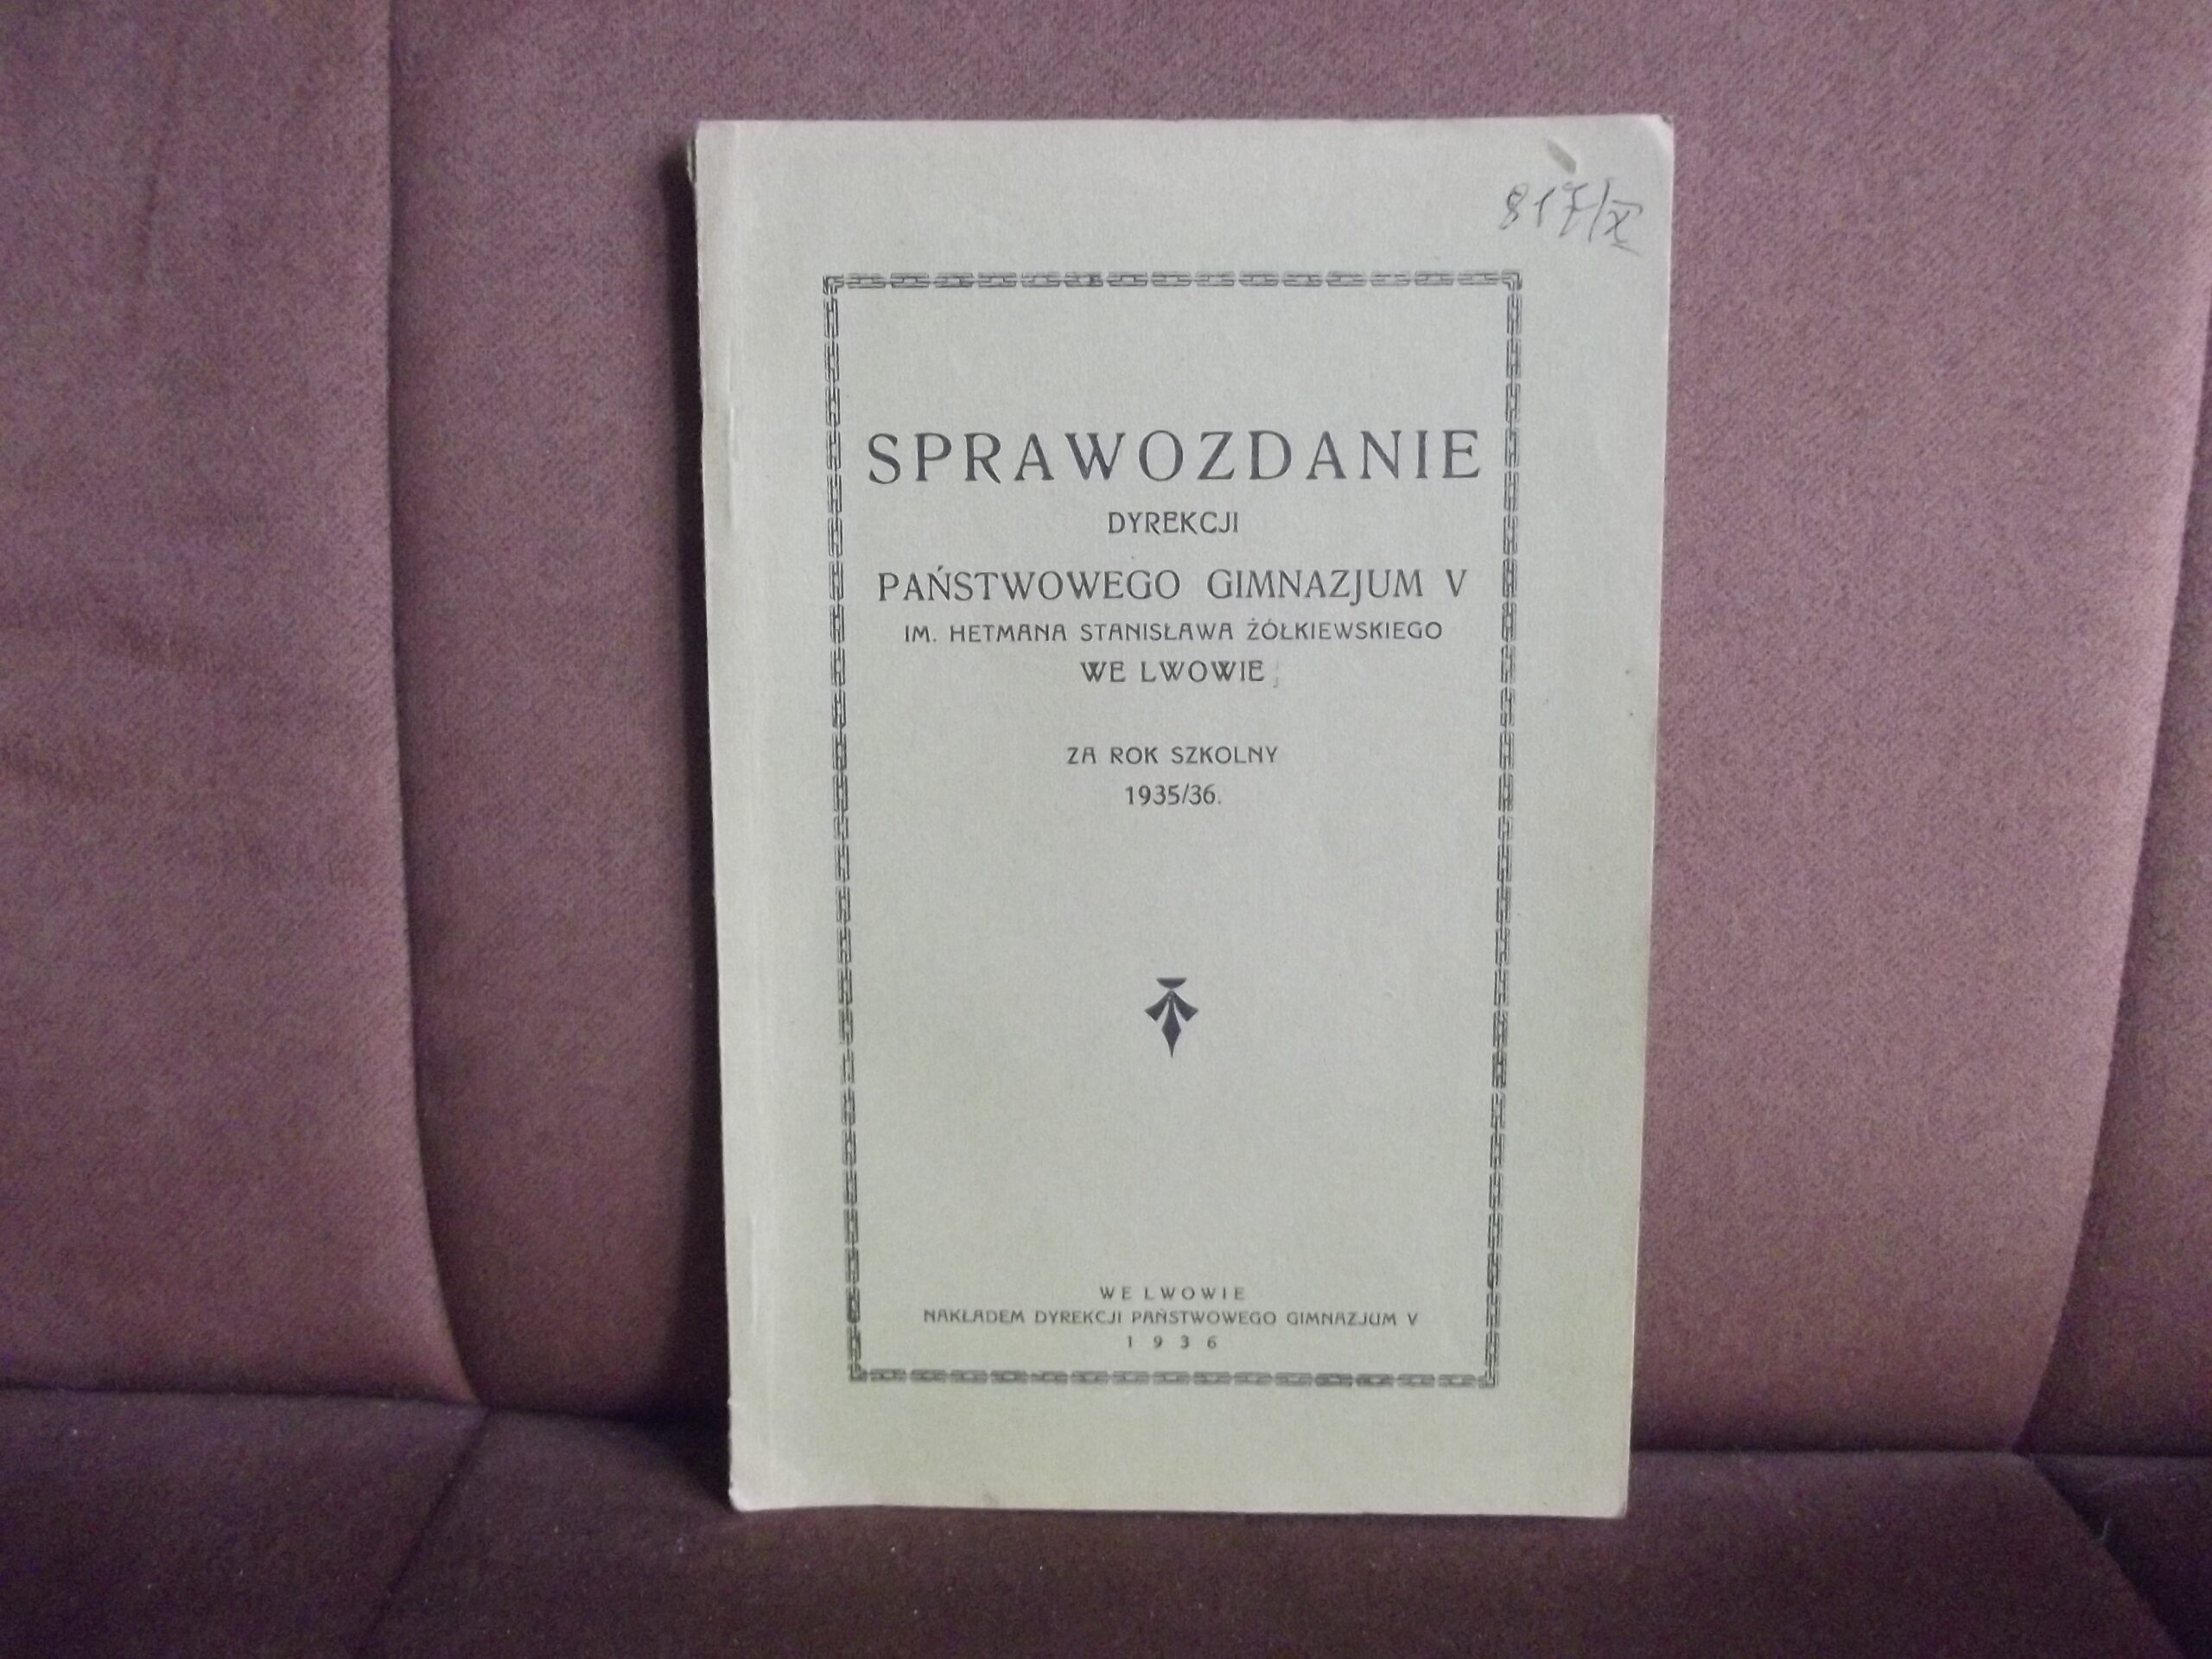 817/X
SPRAWOZDANIE
DYREKCJI
PAŃSTWOWEGO GIMNAZJUM V
IM. HETMANA STANISŁAWA ŻÓŁKIEWSKIEGO
WE LWOWIE
ZA ROK SZKOLNY
1935/36.
WE LWOWIE
NAKŁADEM DYREKCJI PAŃSTWOWEGO GIMNAZJUM V
1936